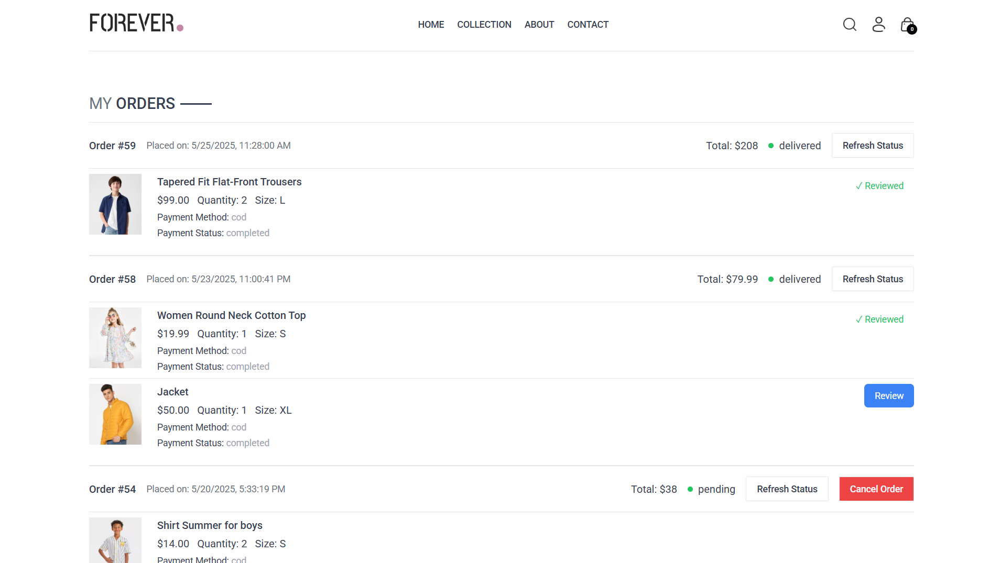 FOREVER.
HOME COLLECTION ABOUT CONTACT
0
MY ORDERS
Order #59 Placed on: 5/25/2025, 11:28:00 AM Total: $208 delivered Refresh Status
Tapered Fit Flat-Front Trousers
✓ Reviewed
$99.00 Quantity: 2 Size: L
Payment Method: cod
Payment Status: completed
Order #58 Placed on: 5/23/2025, 11:00:41 PM Total: $79.99 delivered Refresh Status
Women Round Neck Cotton Top
✓ Reviewed
$19.99 Quantity: 1 Size: S
Payment Method: cod
Payment Status: completed
Jacket
Review
$50.00 Quantity: 1 Size: XL
Payment Method: cod
Payment Status: completed
Order #54 Placed on: 5/20/2025, 5:33:19 PM Total: $38 pending Refresh Status Cancel Order
Shirt Summer for boys
$14.00 Quantity: 2 Size: S
Payment Method: cod